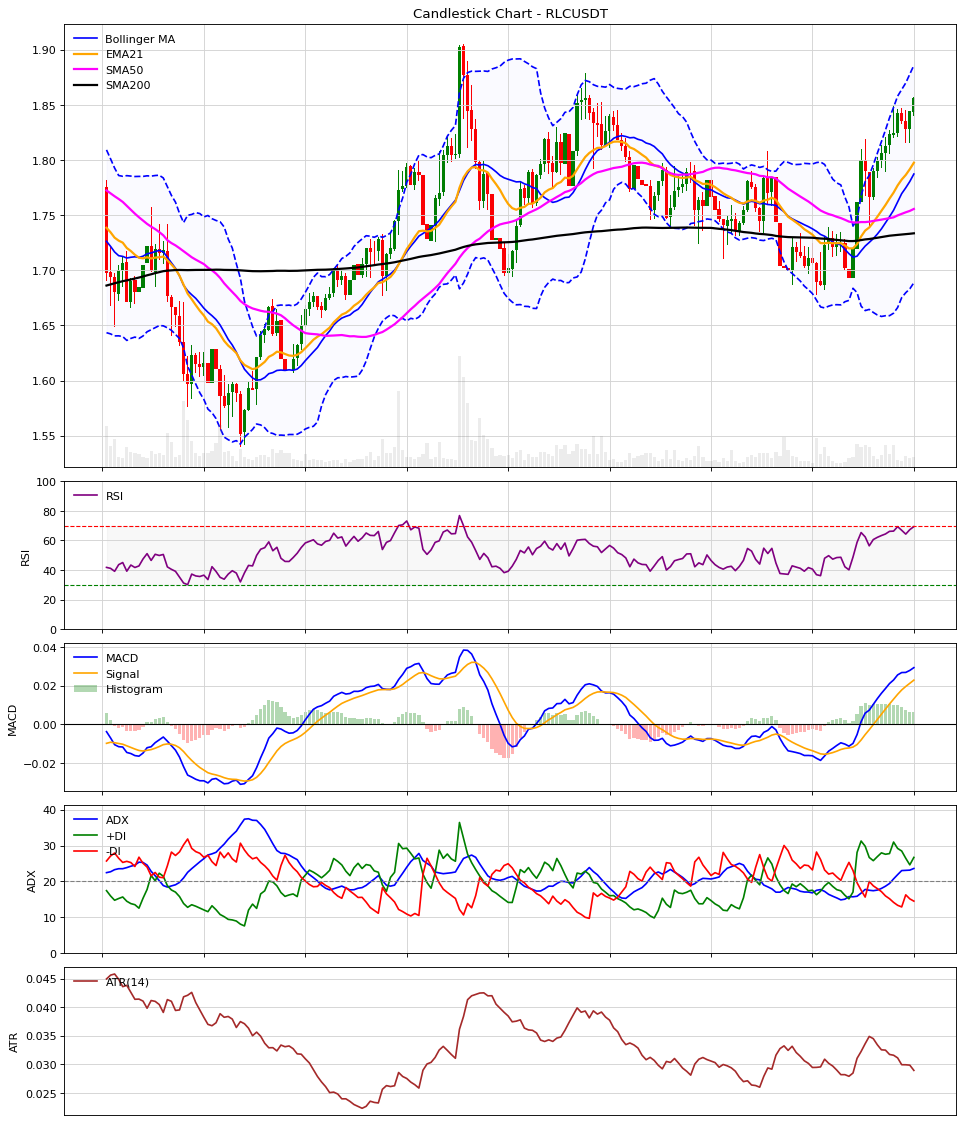 Candlestick Chart - RLCUSDT
Bollinger MA
EMA21
SMA50
SMA200
1.90
1.85
1.80
1.75
1.70
1.65
1.60
1.55
RSI
RSI
100
80
60
40
20
0
MACD
Signal
Histogram
MACD
0.04
0.02
0.00
−0.02
ADX
+DI
-DI
ADX
40
30
20
10
0
ATR(14)
ATR
0.045
0.040
0.035
0.030
0.025